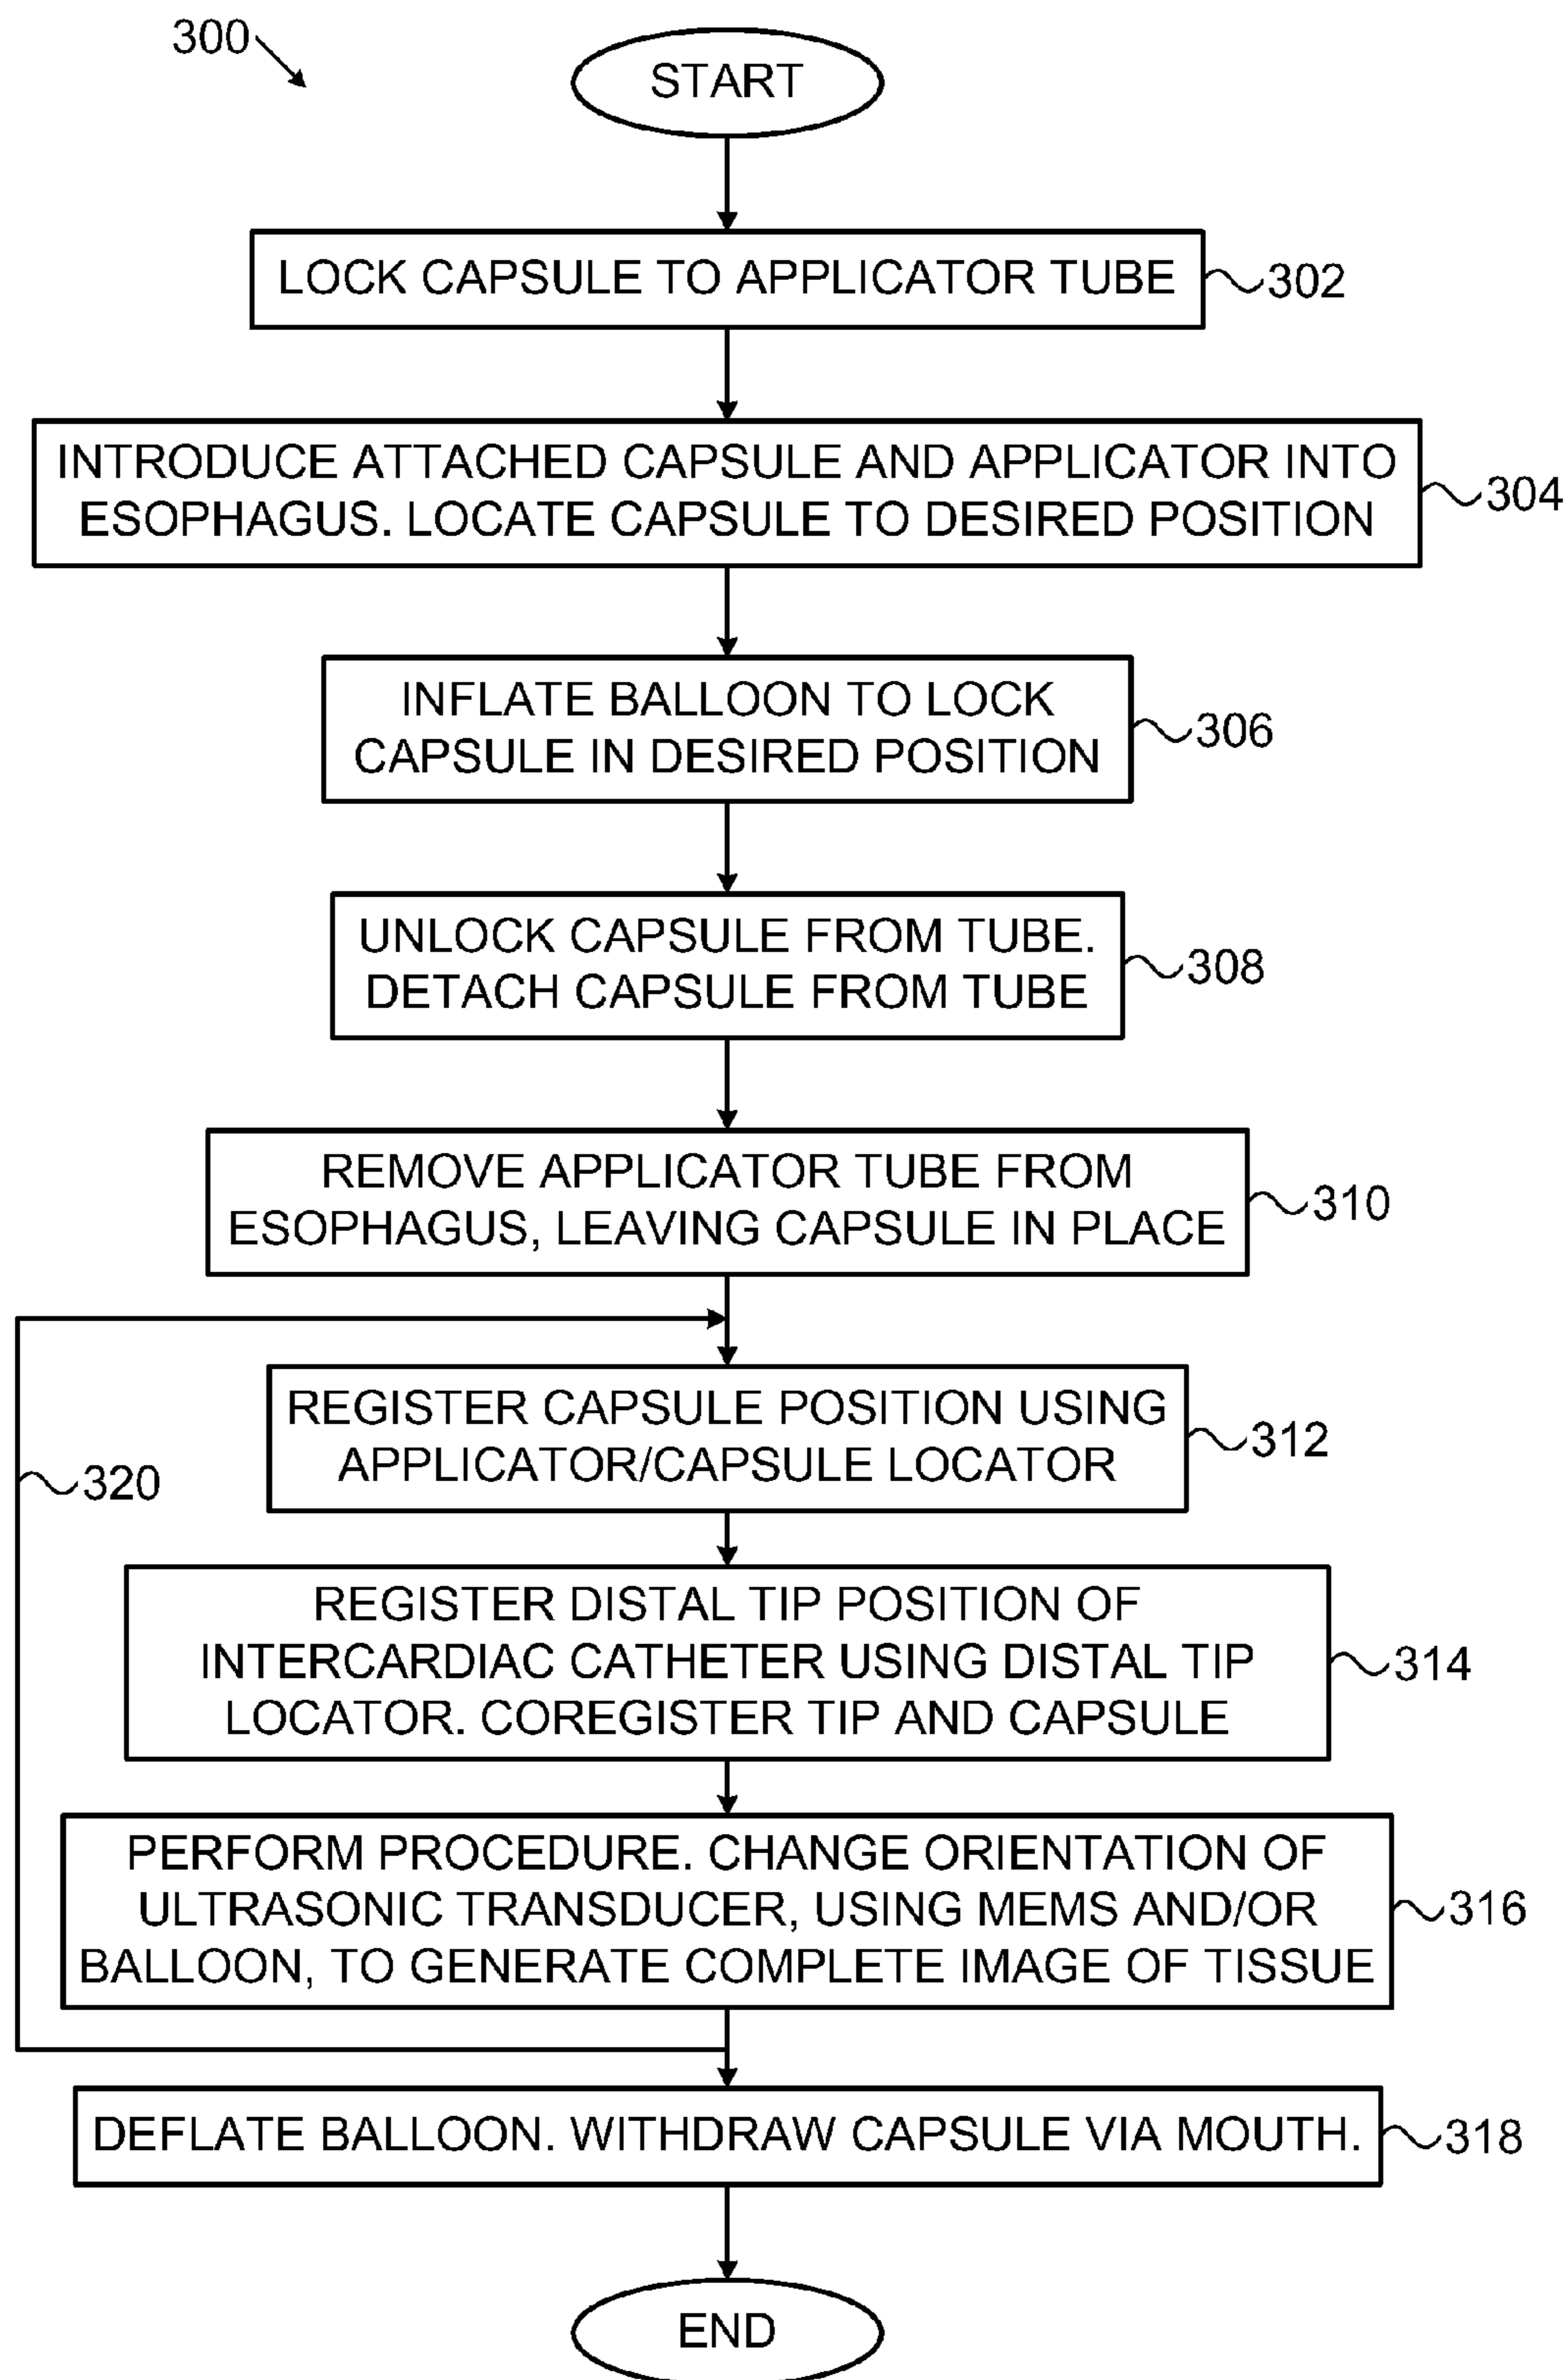 300
START
LOCK CAPSULE TO APPLICATOR TUBE
302
INTRODUCE ATTACHED CAPSULE AND APPLICATOR INTO
ESOPHAGUS. LOCATE CAPSULE TO DESIRED POSITION
304
INFLATE BALLOON TO LOCK
CAPSULE IN DESIRED POSITION
306
UNLOCK CAPSULE FROM TUBE.
DETACH CAPSULE FROM TUBE
308
REMOVE APPLICATOR TUBE FROM
ESOPHAGUS, LEAVING CAPSULE IN PLACE
310
REGISTER CAPSULE POSITION USING
APPLICATOR/CAPSULE LOCATOR
312
320
REGISTER DISTAL TIP POSITION OF
INTERCARDIAC CATHETER USING DISTAL TIP
LOCATOR. COREGISTER TIP AND CAPSULE
314
PERFORM PROCEDURE. CHANGE ORIENTATION OF
ULTRASONIC TRANSDUCER, USING MEMS AND/OR
BALLOON, TO GENERATE COMPLETE IMAGE OF TISSUE
316
DEFLATE BALLOON. WITHDRAW CAPSULE VIA MOUTH.
318
END